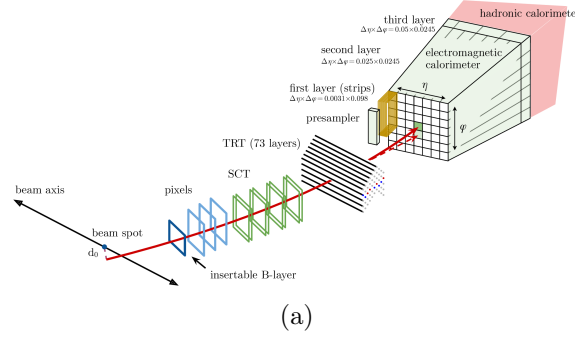 third layer
Δη×Δφ=0.05×0.0245
hadronic calorimeter
second layer
Δη×Δφ=0.025×0.0245
electromagnetic
calorimeter
first layer (strips)
Δη×Δφ=0.0031×0.098
η
presampler
φ
TRT (73 layers)
SCT
pixels
beam axis
beam spot
d₀
insertable B-layer
(a)